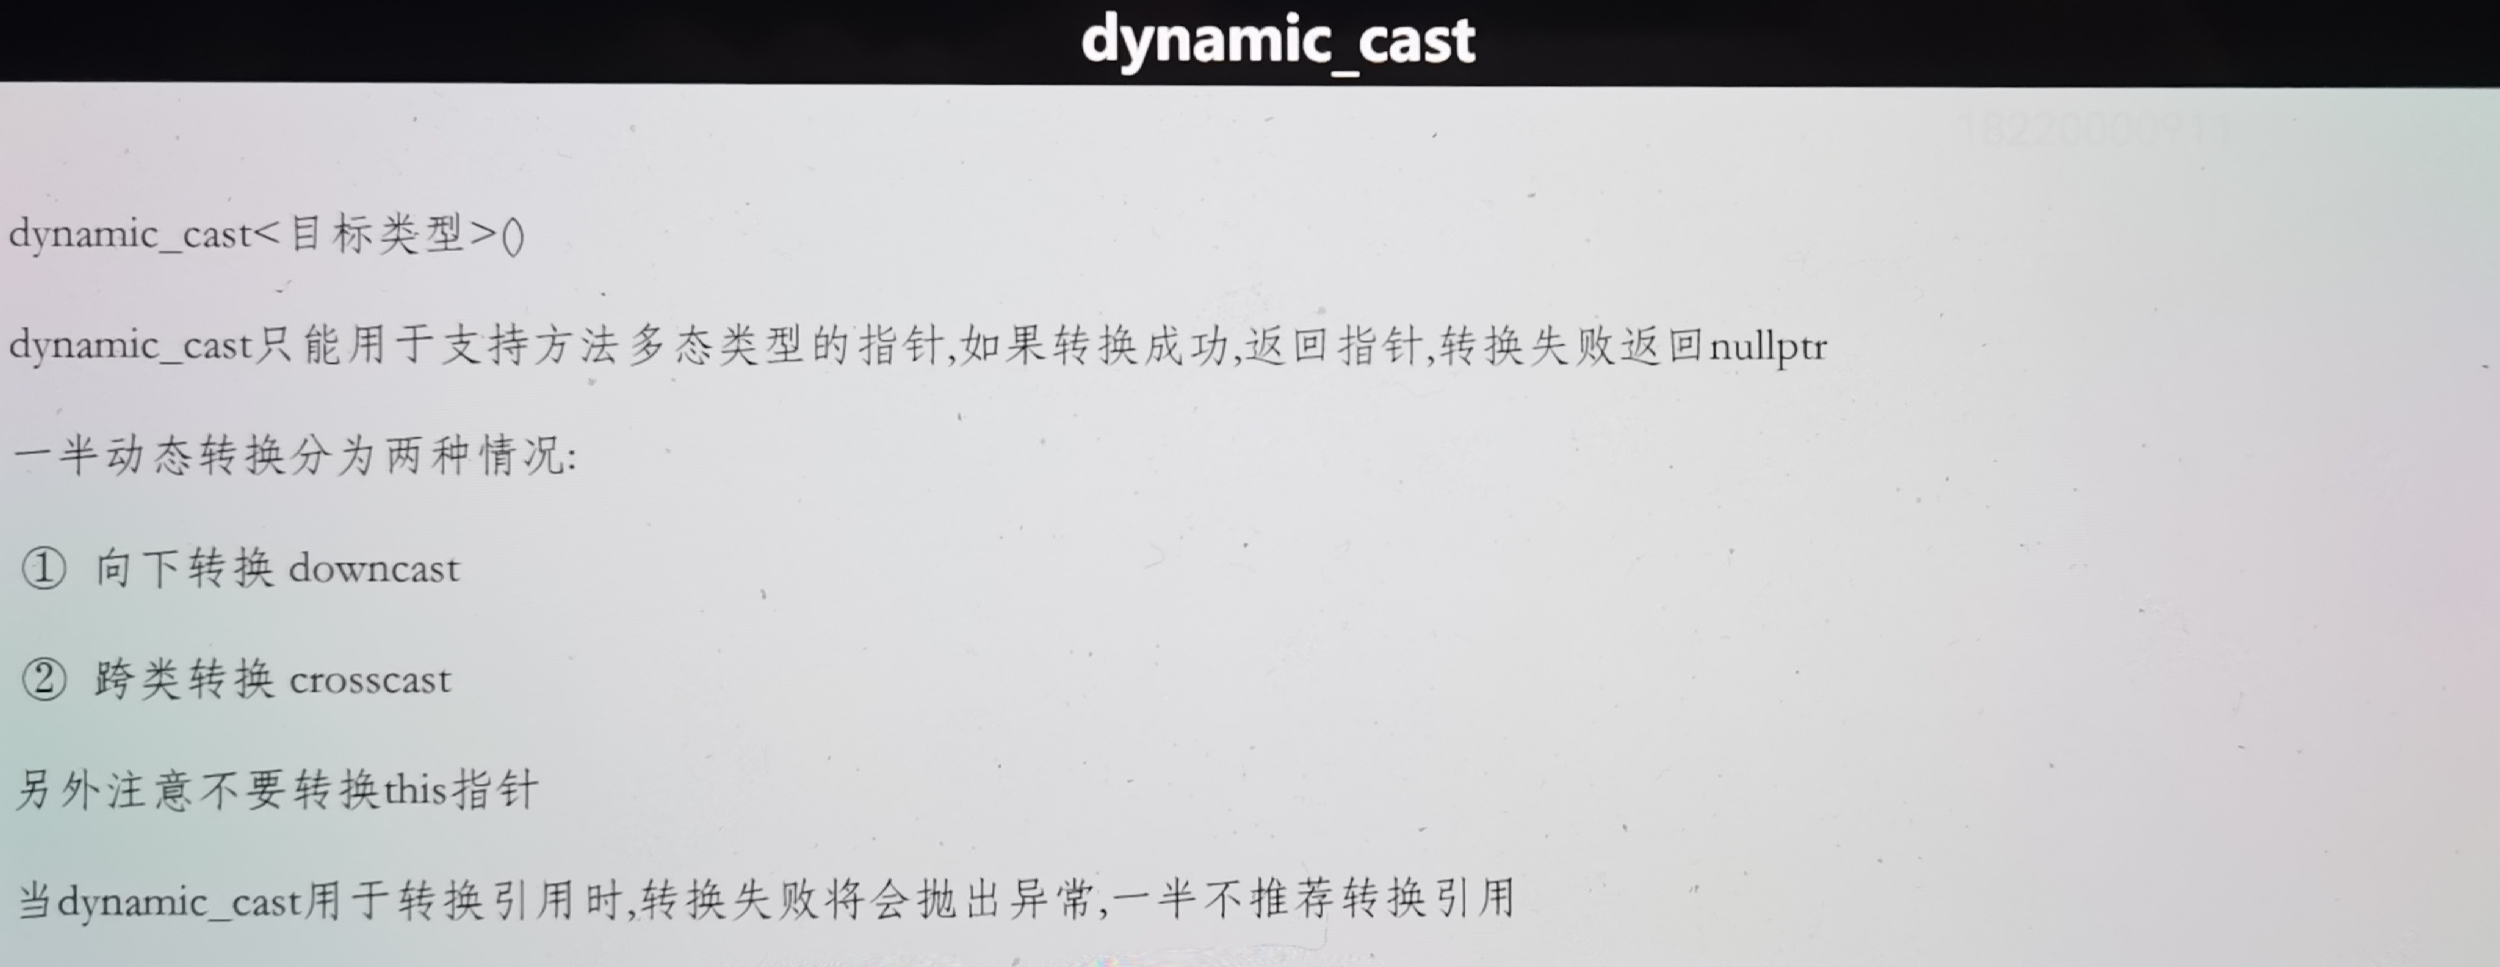 dynamic_cast
18220000911
dynamic_cast<目标类型>()
dynamic_cast只能用于支持方法多态类型的指针,如果转换成功,返回指针,转换失败返回nullptr
一半动态转换分为两种情况:
① 向下转换 downcast
② 跨类转换 crosscast
另外注意不要转换this指针
当dynamic_cast用于转换引用时,转换失败将会抛出异常,一半不推荐转换引用